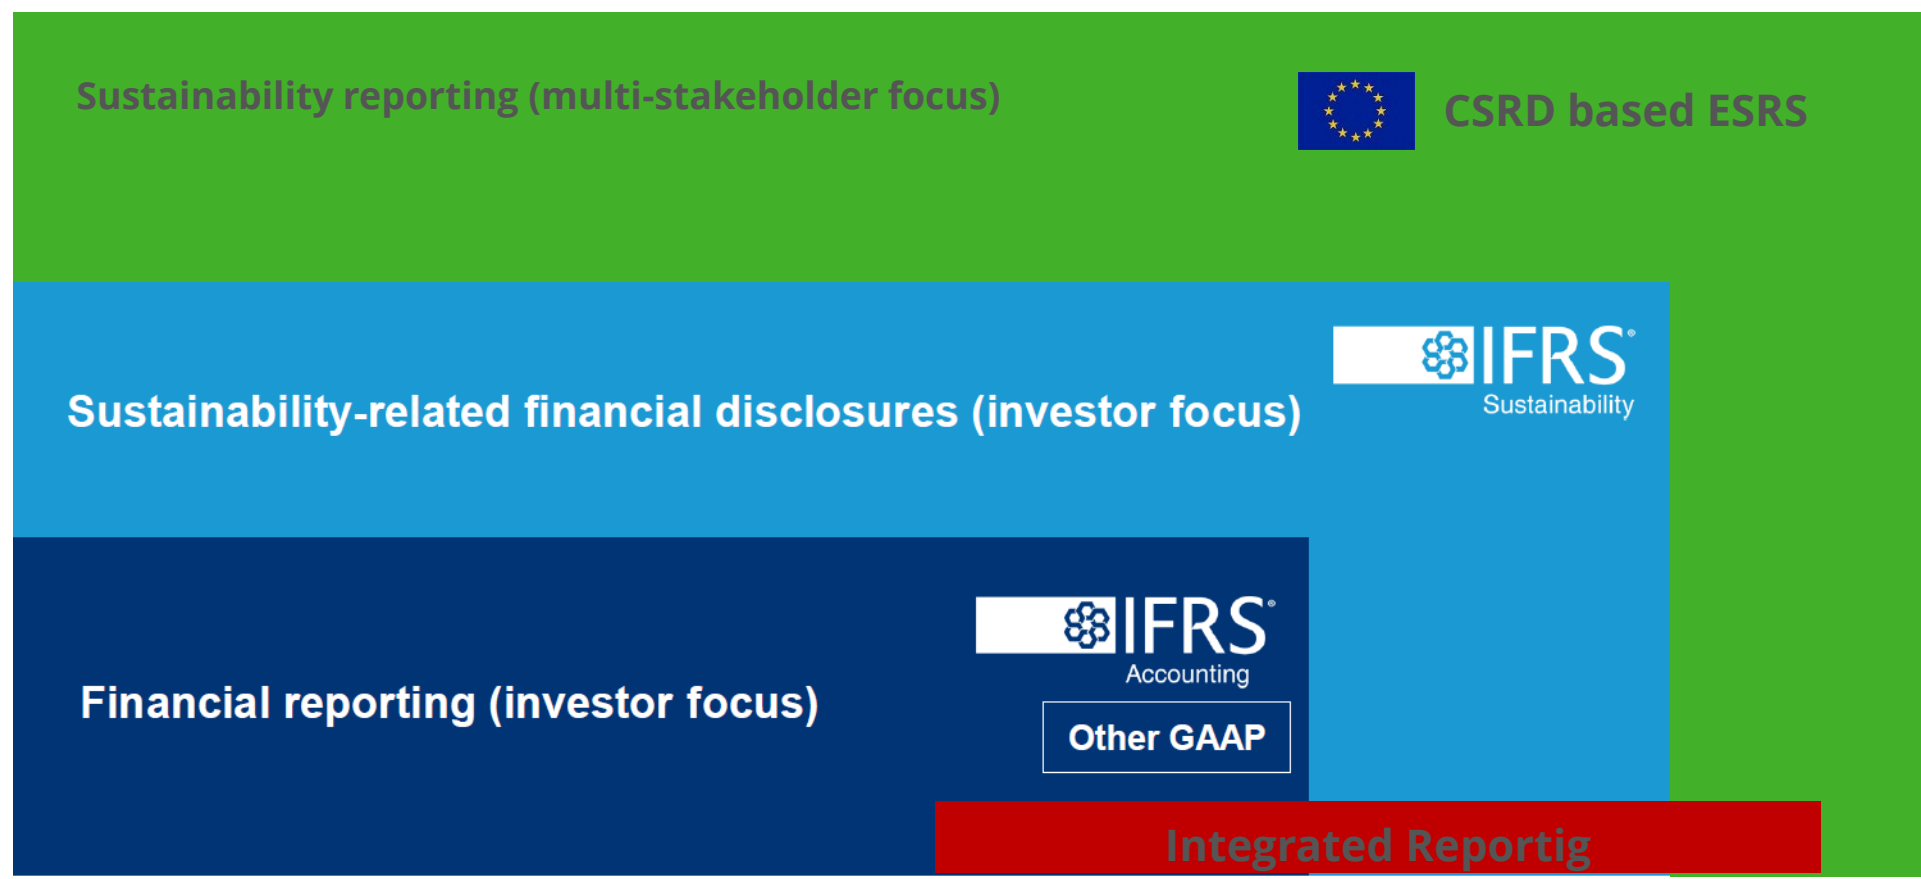 Sustainability reporting (multi-stakeholder focus)
CSRD based ESRS
IFRS®
Sustainability
Sustainability-related financial disclosures (investor focus)
IFRS®
Accounting
Financial reporting (investor focus)
Other GAAP
Integrated Reportig